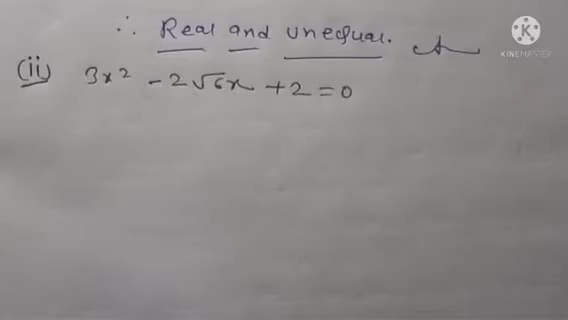 ∴ Real and unequal.
K
KINEMASTER
(ii) 3x² - 2√6x + 2 = 0